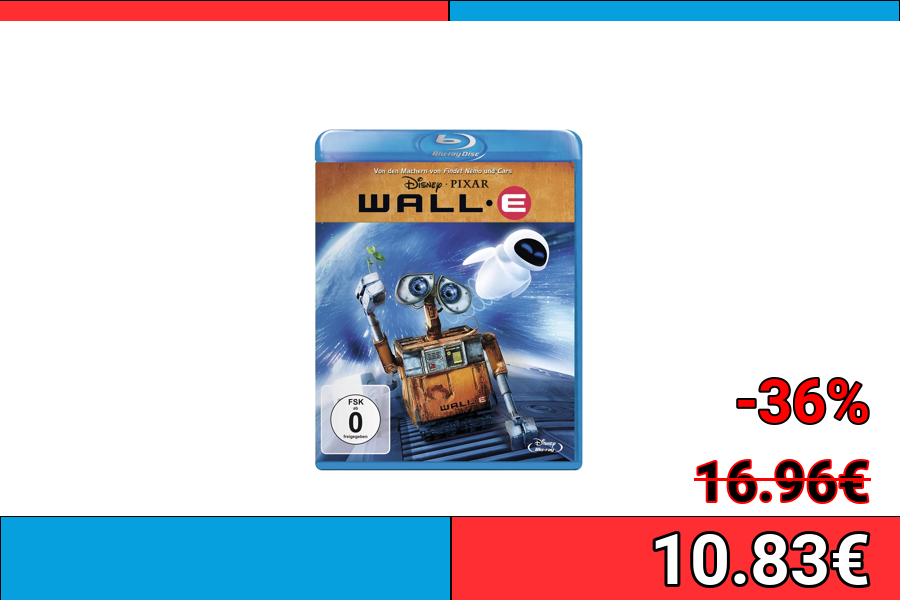 Blu-ray Disc
Von den Machern von Findet Nemo und Cars
Disney · PIXAR
WALL·E
WALL·E
FSK
ab
0
freigegeben
Disney
Blu-ray
-36%
16.96€
10.83€